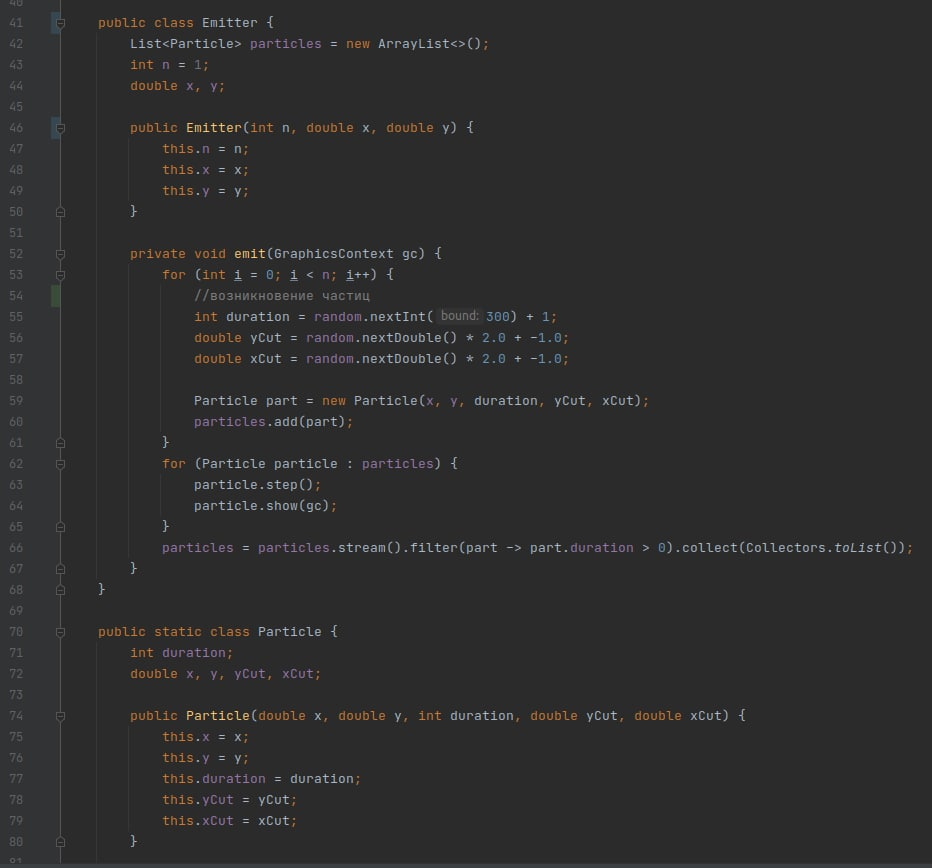 40
41 public class Emitter {
42 List<Particle> particles = new ArrayList<>();
43 int n = 1;
44 double x, y;
45
46 public Emitter(int n, double x, double y) {
47 this.n = n;
48 this.x = x;
49 this.y = y;
50 }
51
52 private void emit(GraphicsContext gc) {
53 for (int i = 0; i < n; i++) {
54 //возникновение частиц
55 int duration = random.nextInt( bound: 300) + 1;
56 double yCut = random.nextDouble() * 2.0 + -1.0;
57 double xCut = random.nextDouble() * 2.0 + -1.0;
58
59 Particle part = new Particle(x, y, duration, yCut, xCut);
60 particles.add(part);
61 }
62 for (Particle particle : particles) {
63 particle.step();
64 particle.show(gc);
65 }
66 particles = particles.stream().filter(part -> part.duration > 0).collect(Collectors.toList());
67 }
68 }
69
70 public static class Particle {
71 int duration;
72 double x, y, yCut, xCut;
73
74 public Particle(double x, double y, int duration, double yCut, double xCut) {
75 this.x = x;
76 this.y = y;
77 this.duration = duration;
78 this.yCut = yCut;
79 this.xCut = xCut;
80 }
81